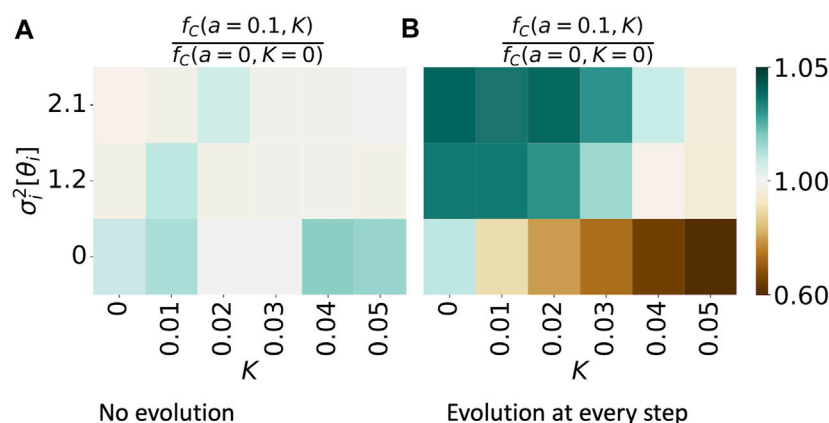 A
f_C(a = 0.1, K)
f_C(a = 0, K = 0)
B
f_C(a = 0.1, K)
f_C(a = 0, K = 0)
σ_i^2[θ_i]
2.1
1.2
0
0 0.01 0.02 0.03 0.04 0.05
K
0 0.01 0.02 0.03 0.04 0.05
K
1.05
1.00
0.60
No evolution
Evolution at every step